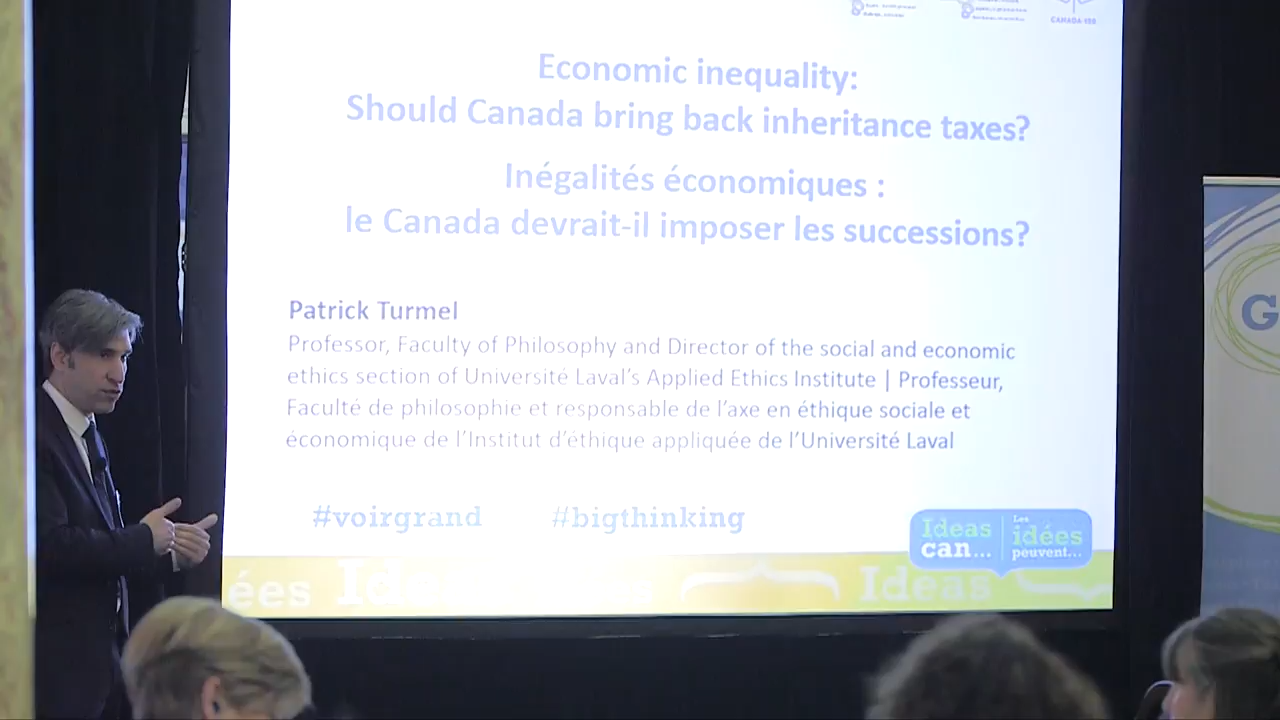 CANADA 150
Economic inequality:
Should Canada bring back inheritance taxes?
Inégalités économiques :
le Canada devrait-il imposer les successions?
Patrick Turmel
Professor, Faculty of Philosophy and Director of the social and economic
ethics section of Université Laval's Applied Ethics Institute | Professeur,
Faculté de philosophie et responsable de l'axe en éthique sociale et
économique de l'Institut d'éthique appliquée de l'Université Laval
#voirgrand #bigthinking
Ideas
can...
Les
idées
peuvent...
ées Ide Ideas
G